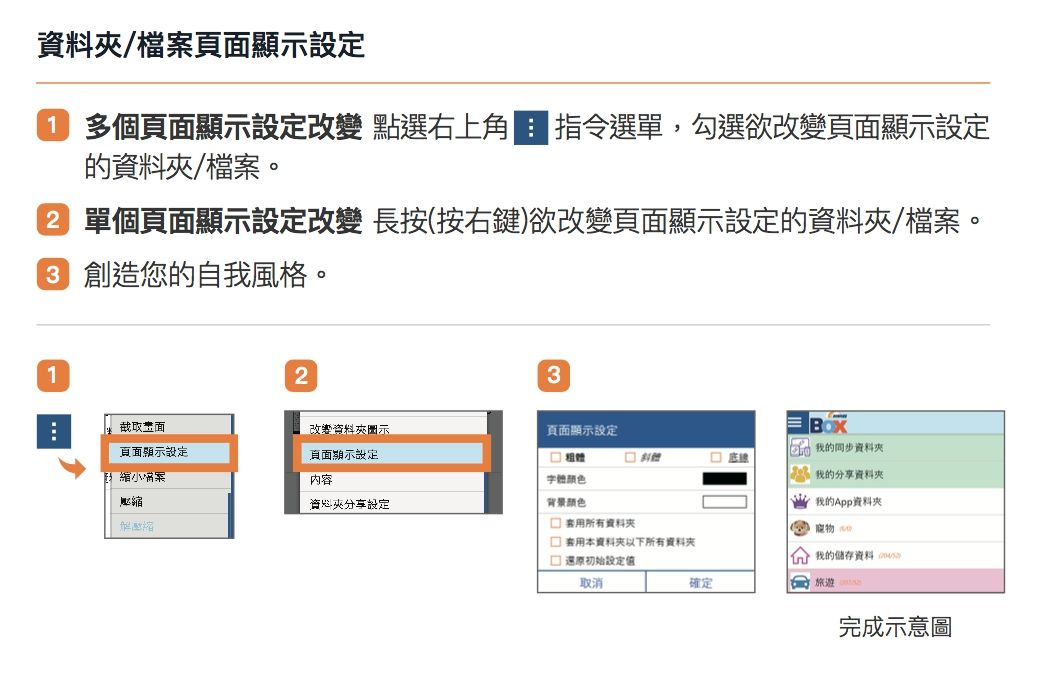 資料夾/檔案頁面顯示設定
1 多個頁面顯示設定改變 點選右上角 指令選單，勾選欲改變頁面顯示設定
的資料夾/檔案。
2 單個頁面顯示設定改變 長按(按右鍵)欲改變頁面顯示設定的資料夾/檔案。
3 創造您的自我風格。
1
截取畫面
頁面顯示設定
縮小檔案
壓縮
解壓縮
2
改變資料夾圖示
頁面顯示設定
內容
資料夾分享設定
3
頁面顯示設定
粗體 斜體 底線
字體顏色
背景顏色
套用所有資料夾
套用本資料夾以下所有資料夾
還原初始設定值
取消 確定
BOX
我的同步資料夾
我的分享資料夾
我的App資料夾
寵物 (6/0)
我的儲存資料 (204/52)
旅遊
完成示意圖